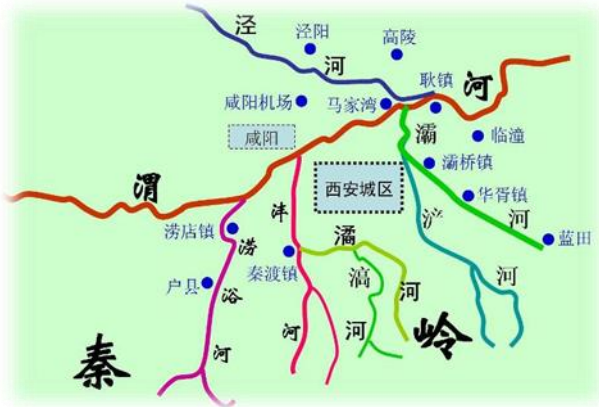 泾河
泾阳
高陵
咸阳机场
马家湾
耿镇
渭河
咸阳
灞河
临潼
灞桥镇
西安城区
华胥镇
蓝田
浐河
涝店镇
涝浴河
户县
沣河
秦渡镇
潏河
滈河
秦岭